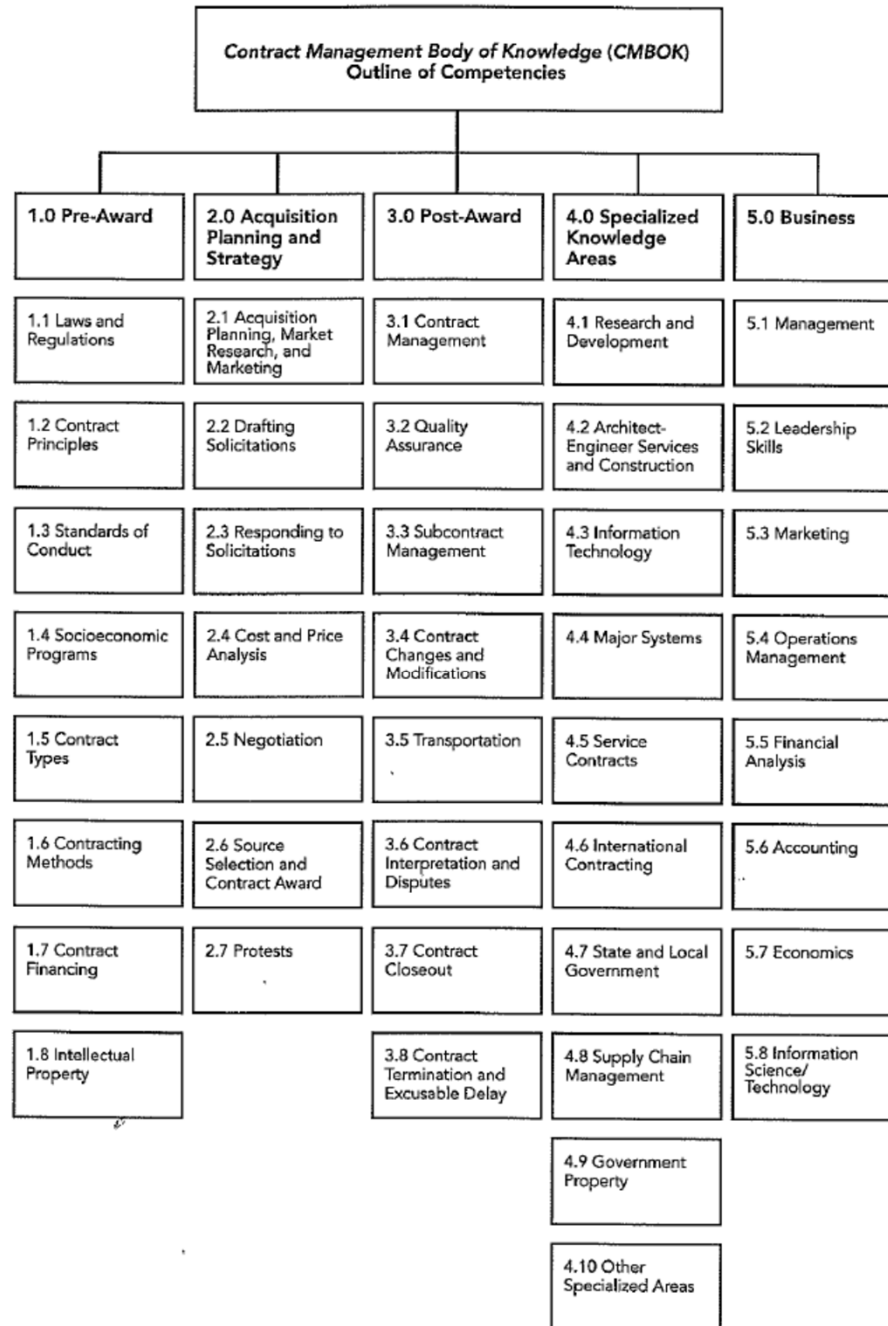 Contract Management Body of Knowledge (CMBOK)
Outline of Competencies
1.0 Pre-Award
2.0 Acquisition
Planning and
Strategy
3.0 Post-Award
4.0 Specialized
Knowledge
Areas
5.0 Business
1.1 Laws and
Regulations
2.1 Acquisition
Planning, Market
Research, and
Marketing
3.1 Contract
Management
4.1 Research and
Development
5.1 Management
1.2 Contract
Principles
2.2 Drafting
Solicitations
3.2 Quality
Assurance
4.2 Architect-
Engineer Services
and Construction
5.2 Leadership
Skills
1.3 Standards of
Conduct
2.3 Responding to
Solicitations
3.3 Subcontract
Management
4.3 Information
Technology
5.3 Marketing
1.4 Socioeconomic
Programs
2.4 Cost and Price
Analysis
3.4 Contract
Changes and
Modifications
4.4 Major Systems
5.4 Operations
Management
1.5 Contract
Types
2.5 Negotiation
3.5 Transportation
4.5 Service
Contracts
5.5 Financial
Analysis
1.6 Contracting
Methods
2.6 Source
Selection and
Contract Award
3.6 Contract
Interpretation and
Disputes
4.6 International
Contracting
5.6 Accounting
1.7 Contract
Financing
2.7 Protests
3.7 Contract
Closeout
4.7 State and Local
Government
5.7 Economics
1.8 Intellectual
Property
3.8 Contract
Termination and
Excusable Delay
4.8 Supply Chain
Management
5.8 Information
Science/
Technology
4.9 Government
Property
4.10 Other
Specialized Areas